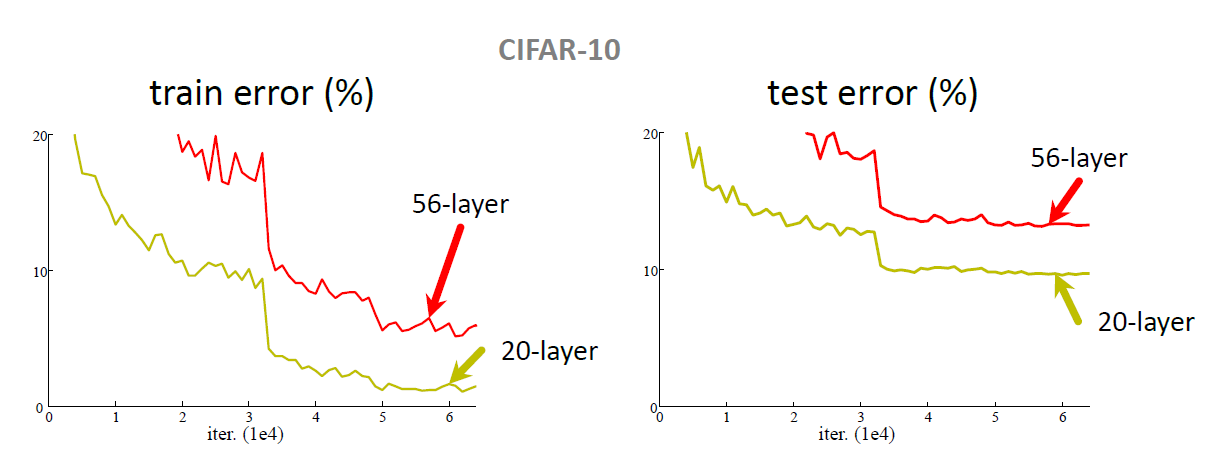 CIFAR-10
train error (%)
20
10
0
56-layer
20-layer
0 1 2 3 4 5 6
iter. (1e4)
test error (%)
20
10
0
56-layer
20-layer
0 1 2 3 4 5 6
iter. (1e4)